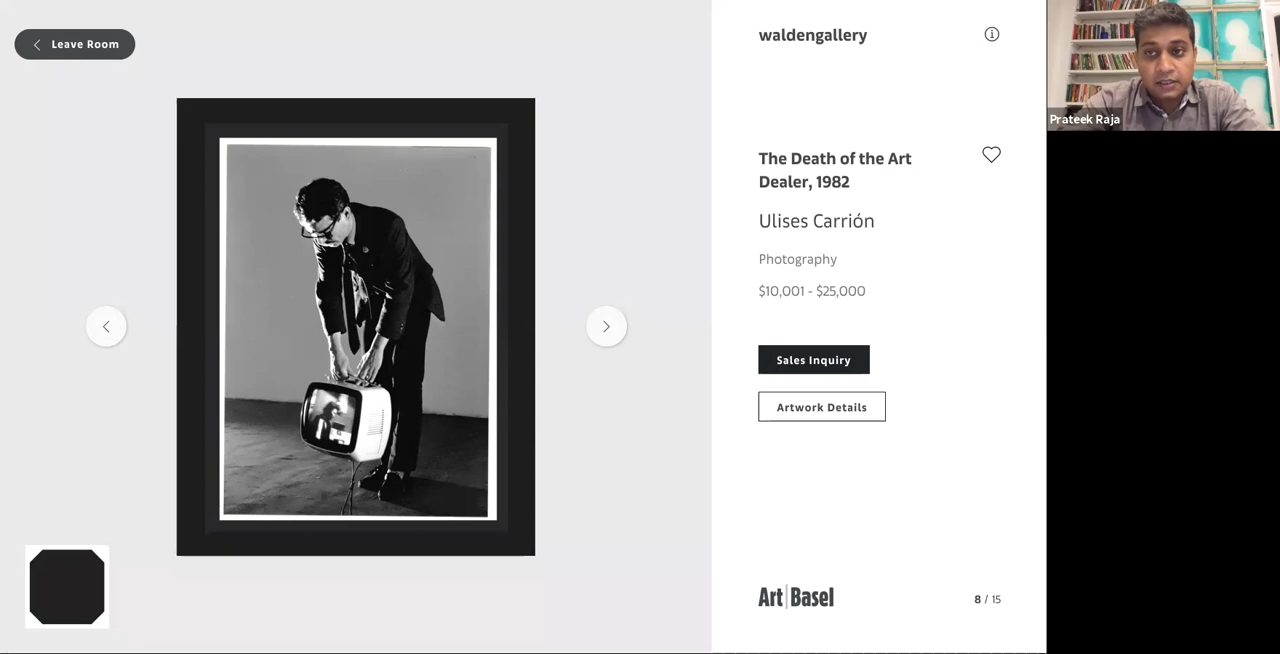 Leave Room
waldengallery
Prateek Raja
The Death of the Art
Dealer, 1982
Ulises Carrión
Photography
$10,001 - $25,000
Sales Inquiry
Artwork Details
Art Basel
8 / 15